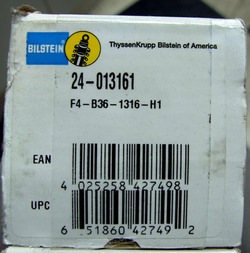 BILSTEIN
ThyssenKrupp Bilstein of America
24-013161
F4-B36-1316-H1
EAN
4 025258 427498
UPC
6 51860 42749 2